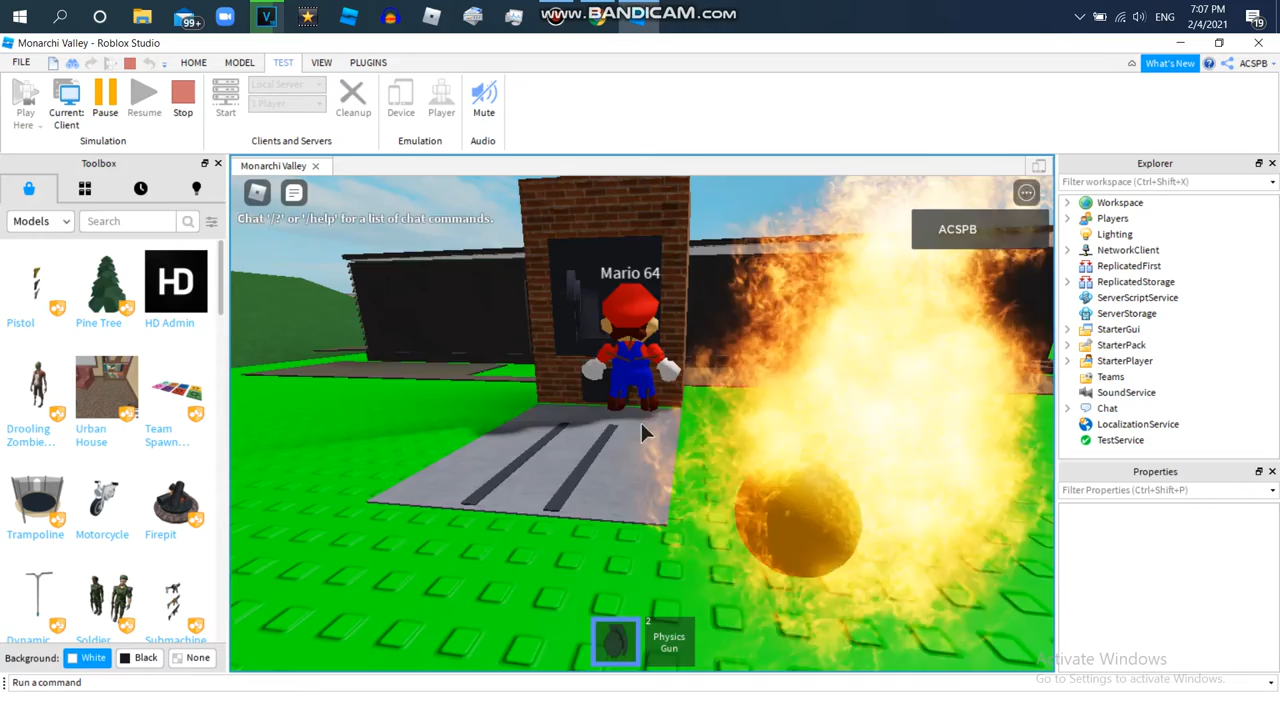 99+
www.BANDICAM.com
ENG
7:07 PM
2/4/2021
19
Monarchi Valley - Roblox Studio
FILE
HOME
MODEL
TEST
VIEW
PLUGINS
What's New
ACSPB
Play
Here
Current:
Client
Pause
Resume
Stop
Start
Local Server
1 Player
Cleanup
Device
Player
Mute
Simulation
Clients and Servers
Emulation
Audio
Toolbox
Monarchi Valley
Explorer
Filter workspace (Ctrl+Shift+X)
Models
Search
HD
Pistol
Pine Tree
HD Admin
Drooling
Zombie...
Urban
House
Team
Spawn...
Trampoline
Motorcycle
Firepit
Dynamic
Soldier
Submachine
Background:
White
Black
None
Run a command
Chat '/?' or '/help' for a list of chat commands.
ACSPB
Mario 64
2
Physics
Gun
Workspace
Players
Lighting
NetworkClient
ReplicatedFirst
ReplicatedStorage
ServerScriptService
ServerStorage
StarterGui
StarterPack
StarterPlayer
Teams
SoundService
Chat
LocalizationService
TestService
Properties
Filter Properties (Ctrl+Shift+P)
Activate Windows
Go to Settings to activate Windows.